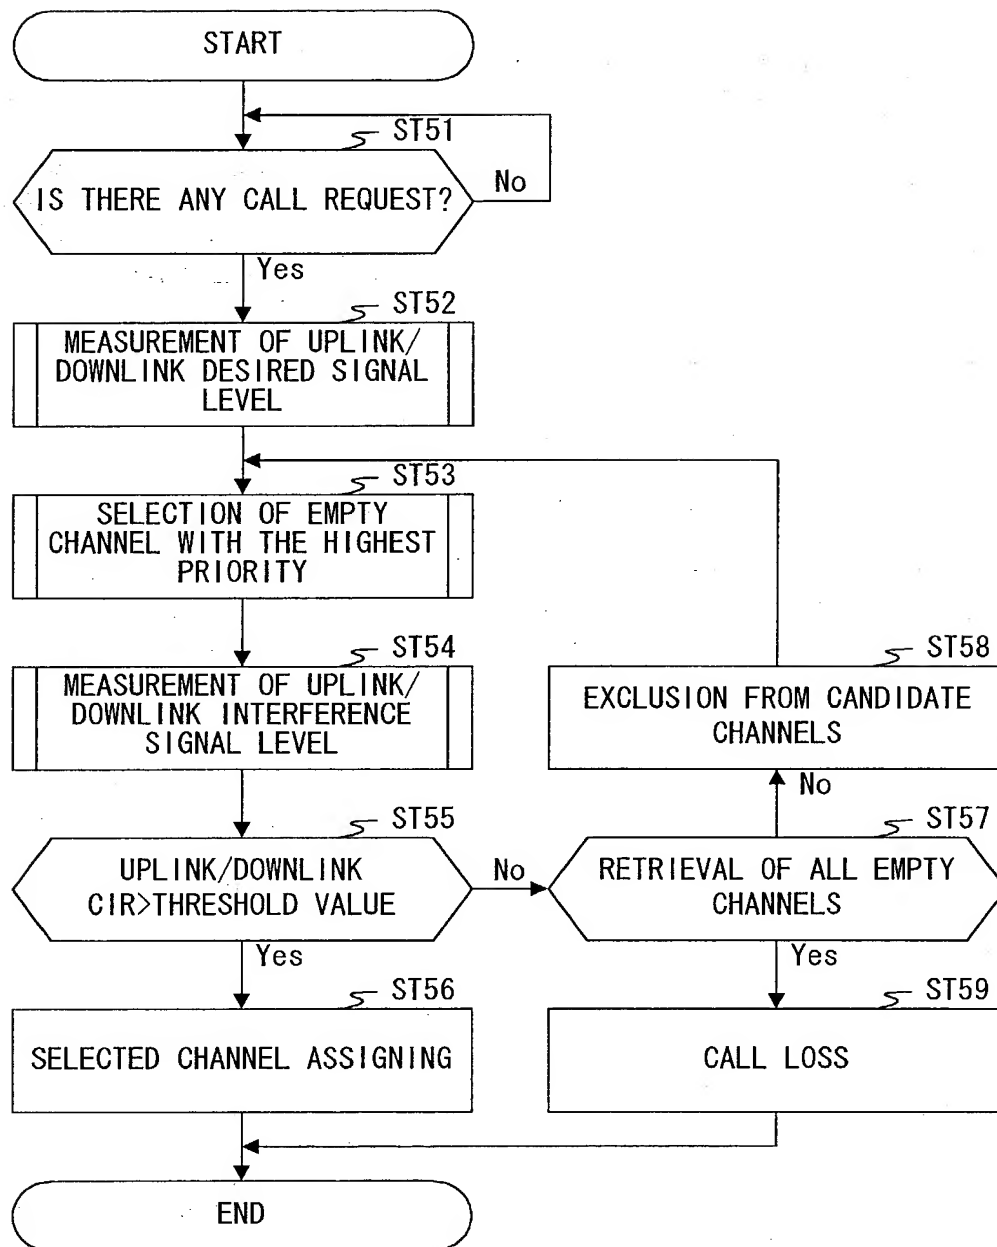 START
ST51
IS THERE ANY CALL REQUEST?
No
Yes
ST52
MEASUREMENT OF UPLINK/
DOWNLINK DESIRED SIGNAL
LEVEL
ST53
SELECTION OF EMPTY
CHANNEL WITH THE HIGHEST
PRIORITY
ST54
MEASUREMENT OF UPLINK/
DOWNLINK INTERFERENCE
SIGNAL LEVEL
ST58
EXCLUSION FROM CANDIDATE
CHANNELS
No
ST55
UPLINK/DOWNLINK
CIR>THRESHOLD VALUE
No
ST57
RETRIEVAL OF ALL EMPTY
CHANNELS
Yes
Yes
ST56
SELECTED CHANNEL ASSIGNING
ST59
CALL LOSS
END